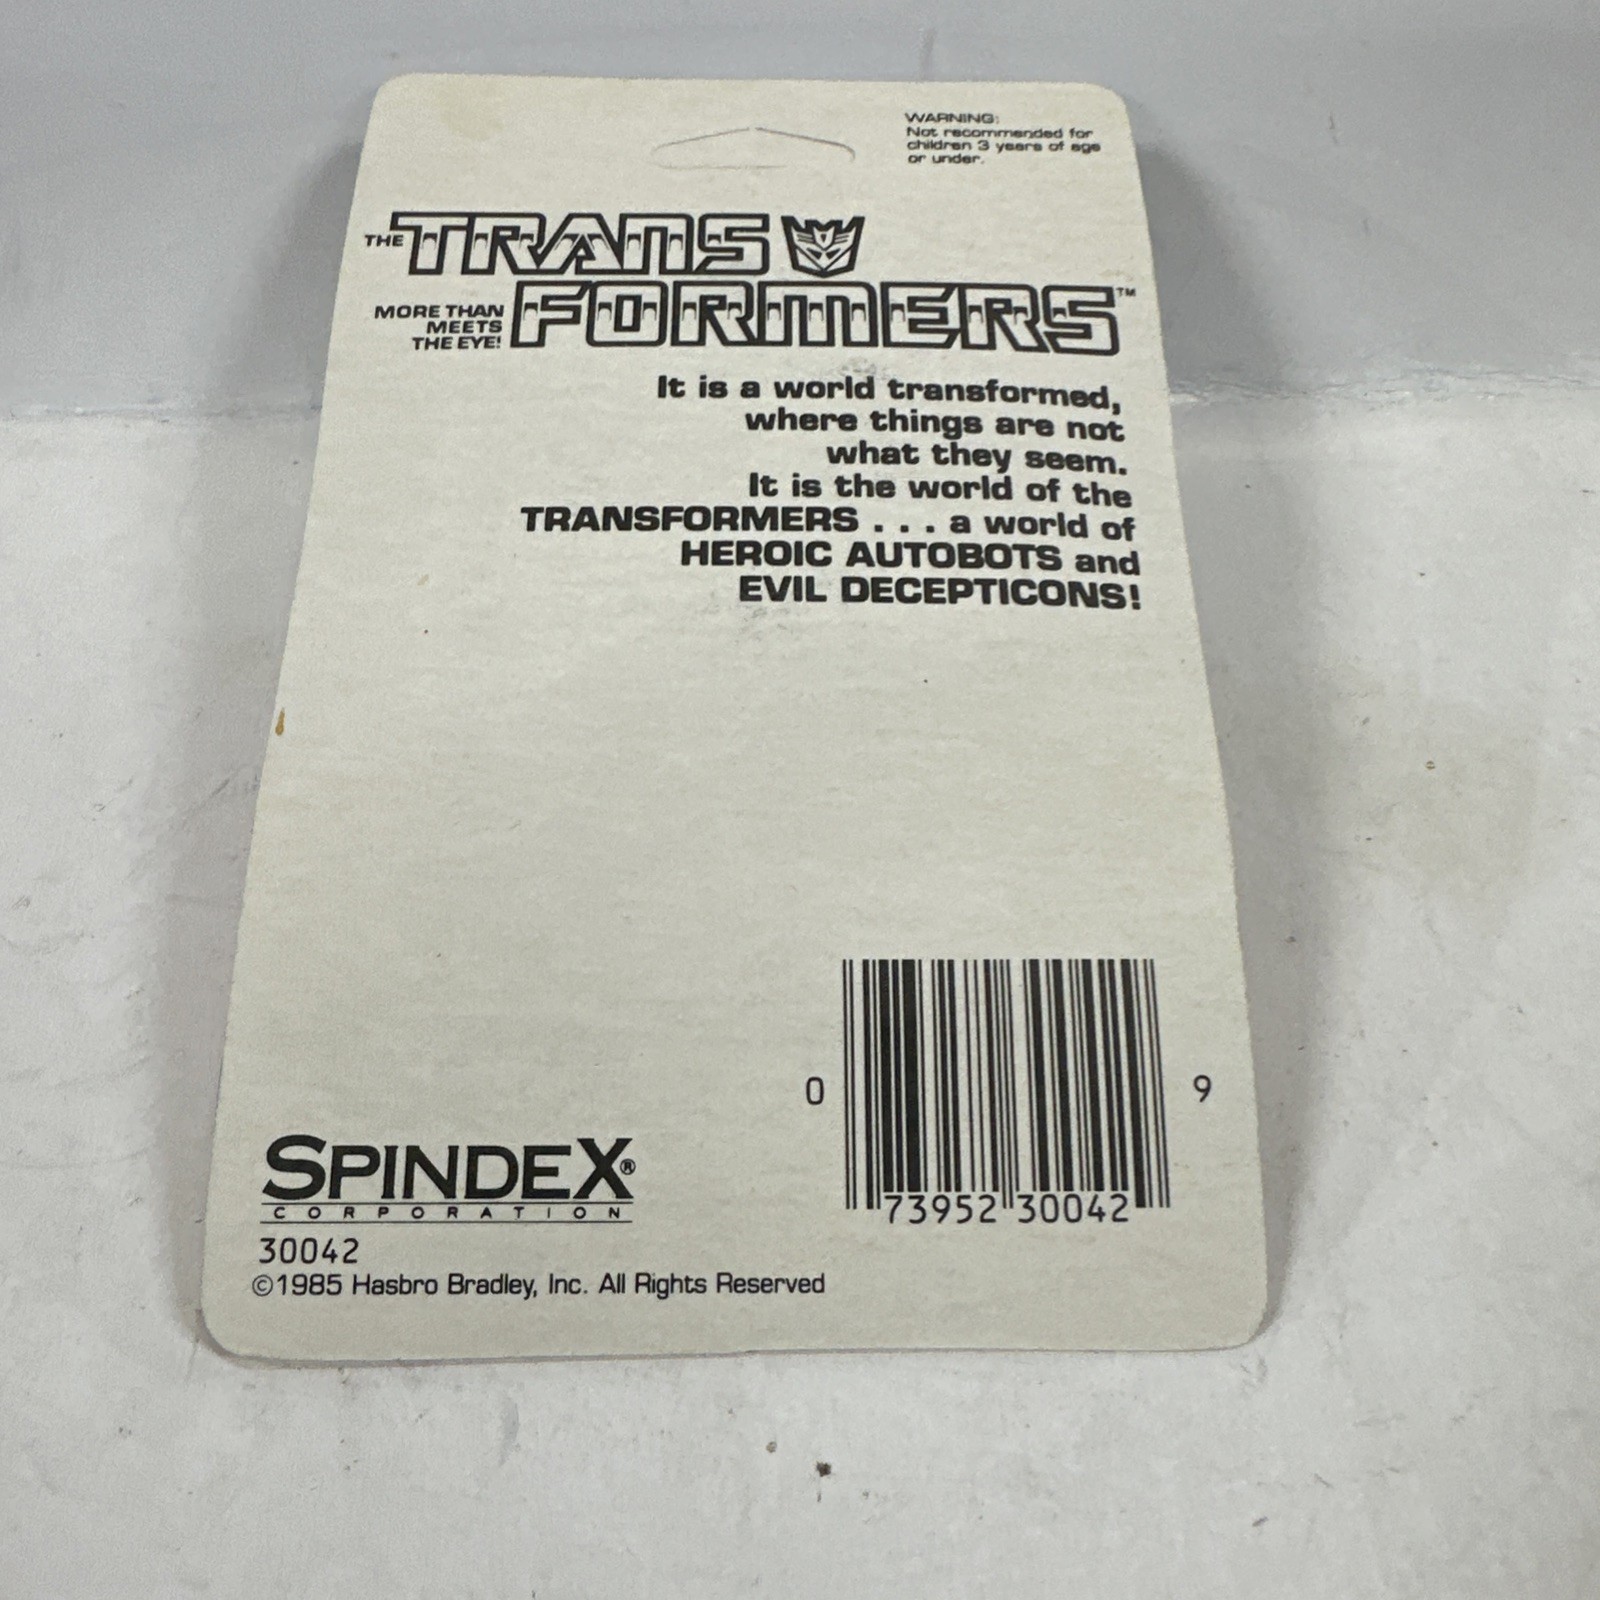 WARNING:
Not recommended for
children 3 years of age
or under.
THE TRANS
FORMERS™
MORE THAN
MEETS
THE EYE!
It is a world transformed,
where things are not
what they seem.
It is the world of the
TRANSFORMERS . . . a world of
HEROIC AUTOBOTS and
EVIL DECEPTICONS!
0 73952 30042 9
SPINDEX®
CORPORATION
30042
©1985 Hasbro Bradley, Inc. All Rights Reserved